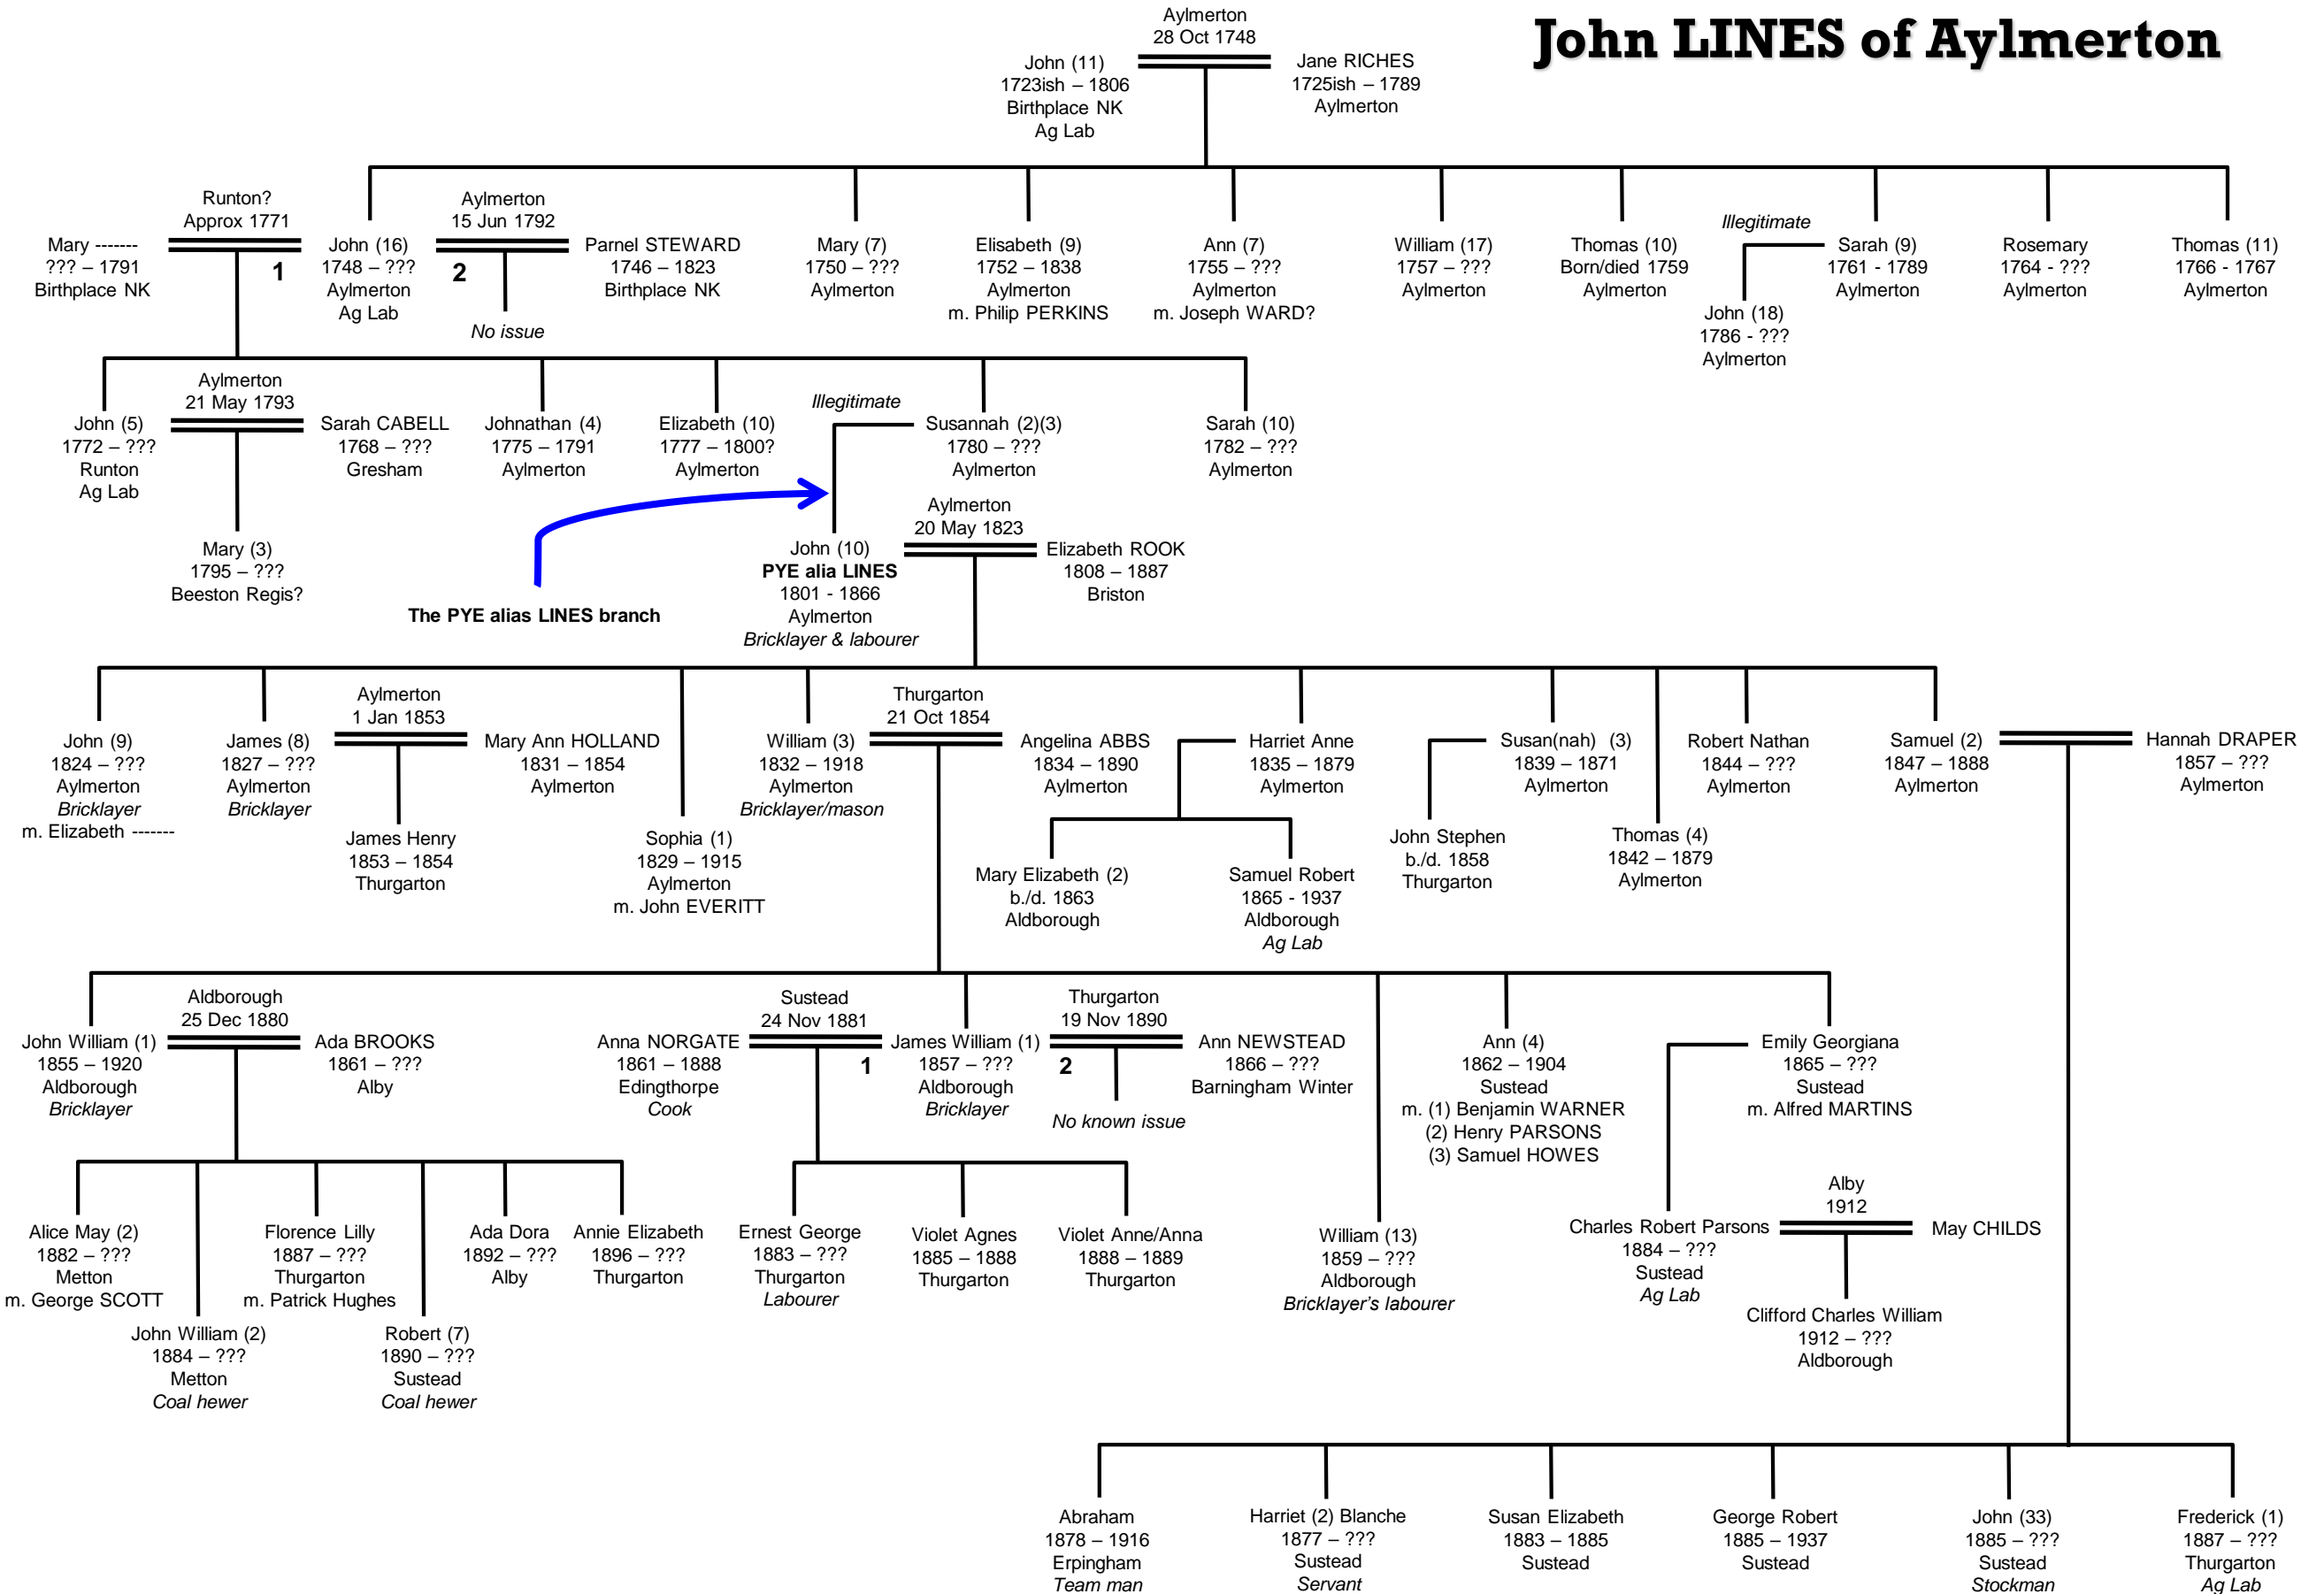 John LINES of Aylmerton
Aylmerton
28 Oct 1748
John (11)
1723ish – 1806
Birthplace NK
Ag Lab
Jane RICHES
1725ish – 1789
Aylmerton
Mary -------
??? – 1791
Birthplace NK
Runton?
Approx 1771
1
John (16)
1748 – ???
Aylmerton
Ag Lab
Aylmerton
15 Jun 1792
2
No issue
Parnel STEWARD
1746 – 1823
Birthplace NK
Mary (7)
1750 – ???
Aylmerton
Elisabeth (9)
1752 – 1838
Aylmerton
m. Philip PERKINS
Ann (7)
1755 – ???
Aylmerton
m. Joseph WARD?
William (17)
1757 – ???
Aylmerton
Thomas (10)
Born/died 1759
Aylmerton
Illegitimate
John (18)
1786 - ???
Aylmerton
Sarah (9)
1761 - 1789
Aylmerton
Rosemary
1764 - ???
Aylmerton
Thomas (11)
1766 - 1767
Aylmerton
John (5)
1772 – ???
Runton
Ag Lab
Aylmerton
21 May 1793
Sarah CABELL
1768 – ???
Gresham
Johnathan (4)
1775 – 1791
Aylmerton
Elizabeth (10)
1777 – 1800?
Aylmerton
Illegitimate
Susannah (2)(3)
1780 – ???
Aylmerton
Sarah (10)
1782 – ???
Aylmerton
Mary (3)
1795 – ???
Beeston Regis?
The PYE alias LINES branch
John (10)
PYE alia LINES
1801 - 1866
Aylmerton
Bricklayer & labourer
Aylmerton
20 May 1823
Elizabeth ROOK
1808 – 1887
Briston
John (9)
1824 – ???
Aylmerton
Bricklayer
m. Elizabeth -------
James (8)
1827 – ???
Aylmerton
Bricklayer
Aylmerton
1 Jan 1853
Mary Ann HOLLAND
1831 – 1854
Aylmerton
James Henry
1853 – 1854
Thurgarton
Sophia (1)
1829 – 1915
Aylmerton
m. John EVERITT
William (3)
1832 – 1918
Aylmerton
Bricklayer/mason
Thurgarton
21 Oct 1854
Angelina ABBS
1834 – 1890
Aylmerton
Harriet Anne
1835 – 1879
Aylmerton
Mary Elizabeth (2)
b./d. 1863
Aldborough
Samuel Robert
1865 - 1937
Aldborough
Ag Lab
Susan(nah) (3)
1839 – 1871
Aylmerton
John Stephen
b./d. 1858
Thurgarton
Thomas (4)
1842 – 1879
Aylmerton
Robert Nathan
1844 – ???
Aylmerton
Samuel (2)
1847 – 1888
Aylmerton
Hannah DRAPER
1857 – ???
Aylmerton
John William (1)
1855 – 1920
Aldborough
Bricklayer
Aldborough
25 Dec 1880
Ada BROOKS
1861 – ???
Alby
Anna NORGATE
1861 – 1888
Edingthorpe
Cook
Sustead
24 Nov 1881
1
James William (1)
1857 – ???
Aldborough
Bricklayer
Thurgarton
19 Nov 1890
2
No known issue
Ann NEWSTEAD
1866 – ???
Barningham Winter
Ann (4)
1862 – 1904
Sustead
m. (1) Benjamin WARNER
(2) Henry PARSONS
(3) Samuel HOWES
Emily Georgiana
1865 – ???
Sustead
m. Alfred MARTINS
Alice May (2)
1882 – ???
Metton
m. George SCOTT
John William (2)
1884 – ???
Metton
Coal hewer
Florence Lilly
1887 – ???
Thurgarton
m. Patrick Hughes
Robert (7)
1890 – ???
Sustead
Coal hewer
Ada Dora
1892 – ???
Alby
Annie Elizabeth
1896 – ???
Thurgarton
Ernest George
1883 – ???
Thurgarton
Labourer
Violet Agnes
1885 – 1888
Thurgarton
Violet Anne/Anna
1888 – 1889
Thurgarton
William (13)
1859 – ???
Aldborough
Bricklayer's labourer
Charles Robert Parsons
1884 – ???
Sustead
Ag Lab
Alby
1912
May CHILDS
Clifford Charles William
1912 – ???
Aldborough
Abraham
1878 – 1916
Erpingham
Team man
Harriet (2) Blanche
1877 – ???
Sustead
Servant
Susan Elizabeth
1883 – 1885
Sustead
George Robert
1885 – 1937
Sustead
John (33)
1885 – ???
Sustead
Stockman
Frederick (1)
1887 – ???
Thurgarton
Ag Lab